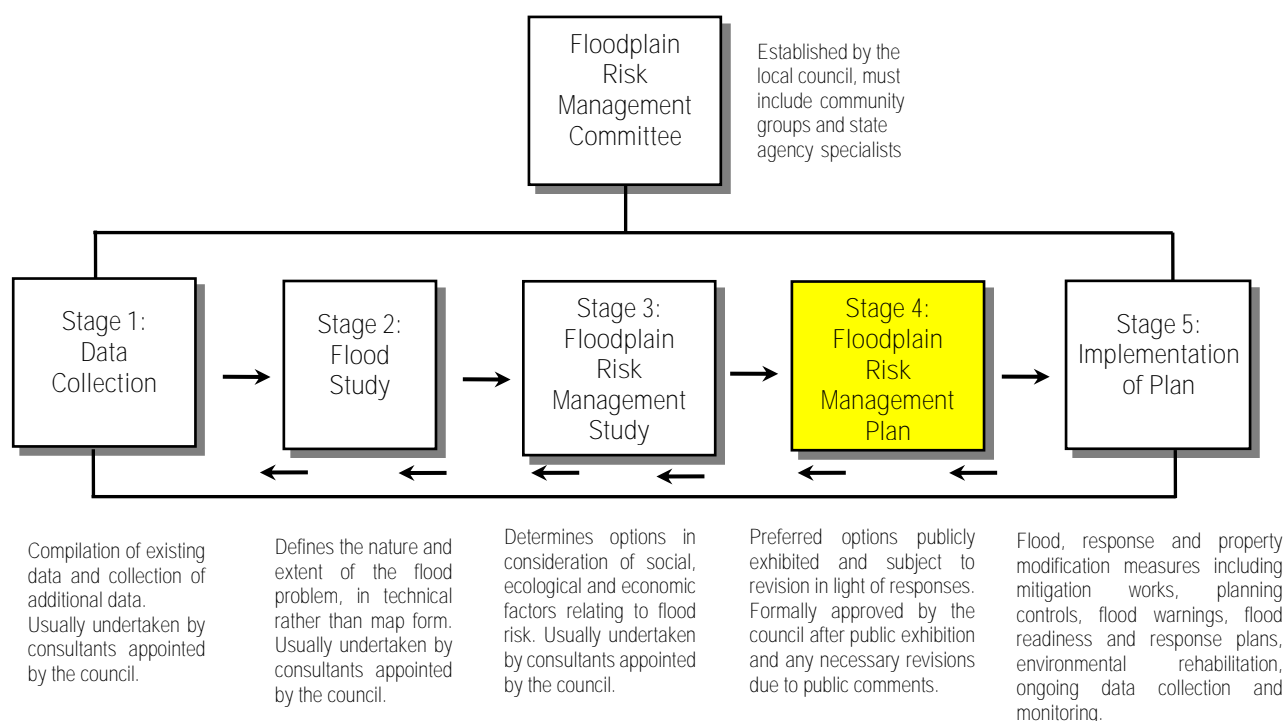 Floodplain
Risk
Management
Committee
Established by the
local council, must
include community
groups and state
agency specialists
Stage 1:
Data
Collection
Stage 2:
Flood
Study
Stage 3:
Floodplain
Risk
Management
Study
Stage 4:
Floodplain
Risk
Management
Plan
Stage 5:
Implementation
of Plan
Compilation of existing
data and collection of
additional data.
Usually undertaken by
consultants appointed
by the council.
Defines the nature and
extent of the flood
problem, in technical
rather than map form.
Usually undertaken by
consultants appointed
by the council.
Determines options in
consideration of social,
ecological and economic
factors relating to flood
risk. Usually undertaken
by consultants appointed
by the council.
Preferred options publicly
exhibited and subject to
revision in light of responses.
Formally approved by the
council after public exhibition
and any necessary revisions
due to public comments.
Flood, response and property
modification measures including
mitigation works, planning
controls, flood warnings, flood
readiness and response plans,
environmental rehabilitation,
ongoing data collection and
monitoring.